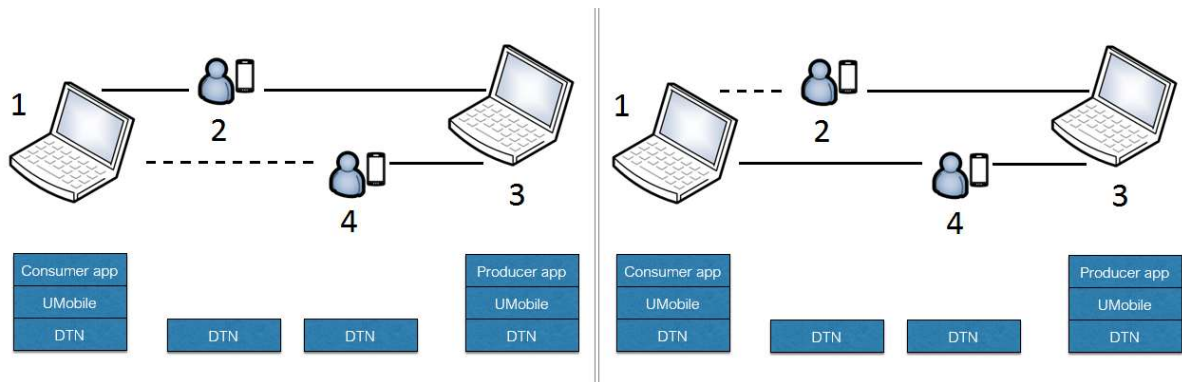 1
2
3
4
Consumer app
UMobile
DTN
DTN
DTN
Producer app
UMobile
DTN
1
2
3
4
Consumer app
UMobile
DTN
DTN
DTN
Producer app
UMobile
DTN